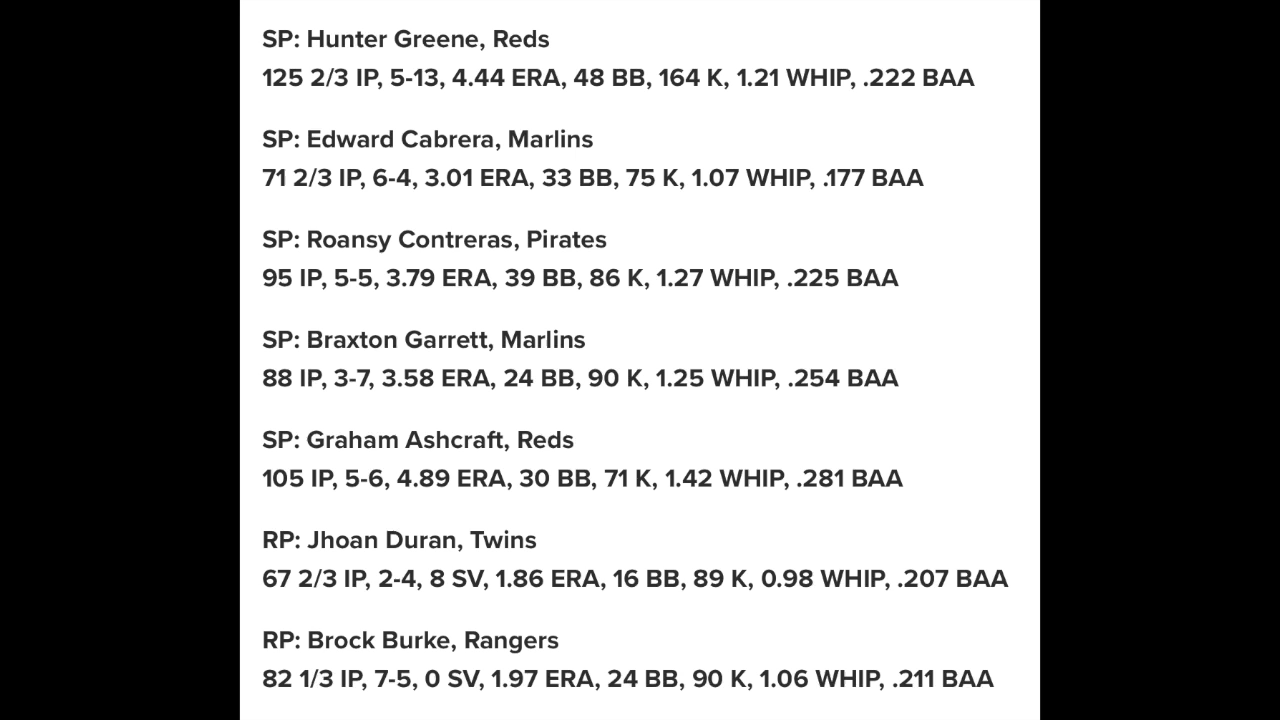 SP: Hunter Greene, Reds
125 2/3 IP, 5-13, 4.44 ERA, 48 BB, 164 K, 1.21 WHIP, .222 BAA
SP: Edward Cabrera, Marlins
71 2/3 IP, 6-4, 3.01 ERA, 33 BB, 75 K, 1.07 WHIP, .177 BAA
SP: Roansy Contreras, Pirates
95 IP, 5-5, 3.79 ERA, 39 BB, 86 K, 1.27 WHIP, .225 BAA
SP: Braxton Garrett, Marlins
88 IP, 3-7, 3.58 ERA, 24 BB, 90 K, 1.25 WHIP, .254 BAA
SP: Graham Ashcraft, Reds
105 IP, 5-6, 4.89 ERA, 30 BB, 71 K, 1.42 WHIP, .281 BAA
RP: Jhoan Duran, Twins
67 2/3 IP, 2-4, 8 SV, 1.86 ERA, 16 BB, 89 K, 0.98 WHIP, .207 BAA
RP: Brock Burke, Rangers
82 1/3 IP, 7-5, 0 SV, 1.97 ERA, 24 BB, 90 K, 1.06 WHIP, .211 BAA